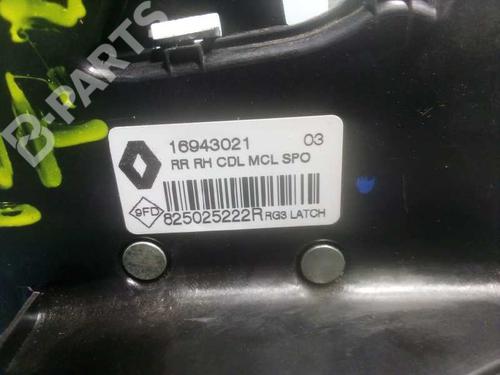 B-PARTS
16943021 03
RR RH CDL MCL SPO
9FD
825025222R RG3 LATCH